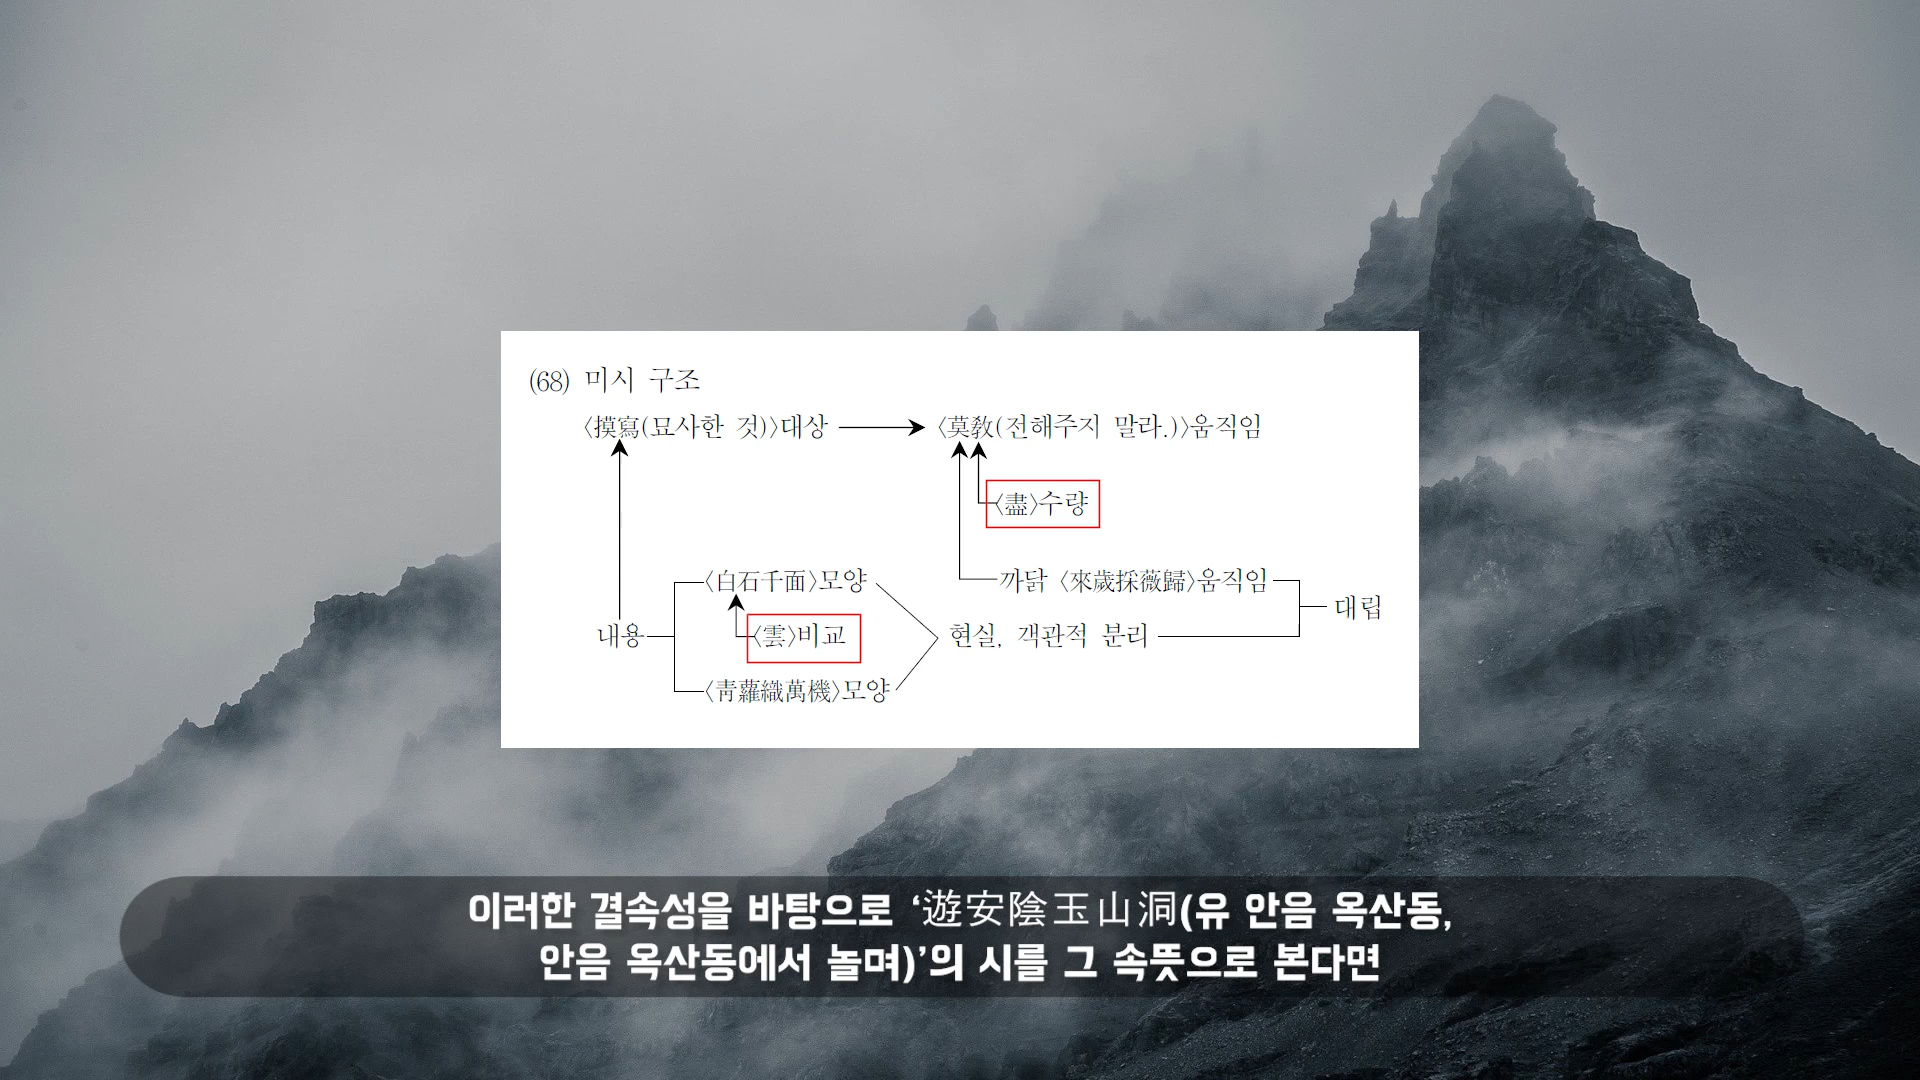 (68) 미시 구조
〈摸寫(묘사한 것)〉대상 〈莫敎(전해주지 말라.)〉움직임
〈盡〉수량
〈白石千面〉모양 까닭 〈來歲採薇歸〉움직임
대립
내용 〈雲〉비교 현실, 객관적 분리
〈靑蘿織萬機〉모양
이러한 결속성을 바탕으로 ‘遊安陰玉山洞(유 안음 옥산동,
안음 옥산동에서 놀며)’의 시를 그 속뜻으로 본다면